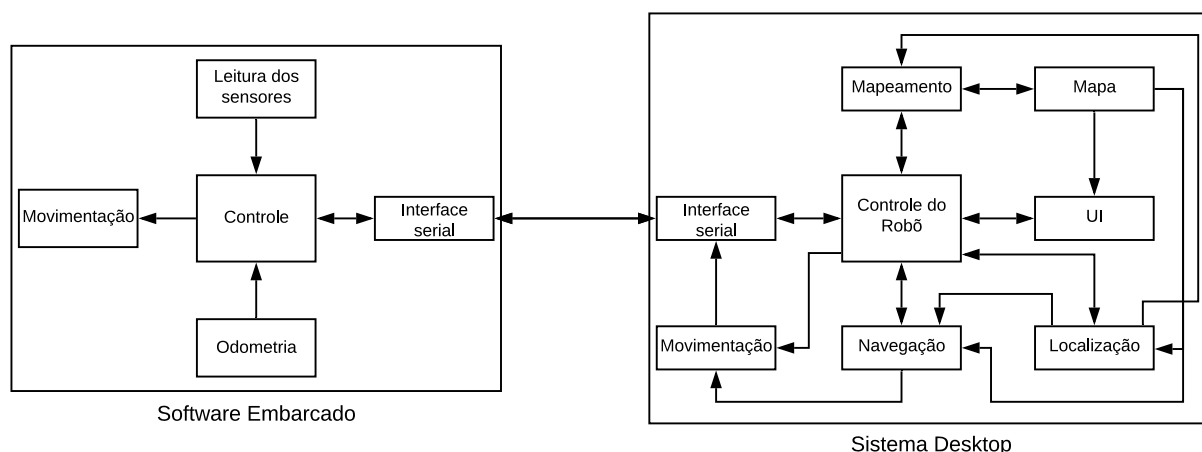 Leitura dos
sensores
Movimentação
Controle
Interface
serial
Odometria
Software Embarcado
Mapeamento
Mapa
Interface
serial
Controle do
Robõ
UI
Movimentação
Navegação
Localização
Sistema Desktop